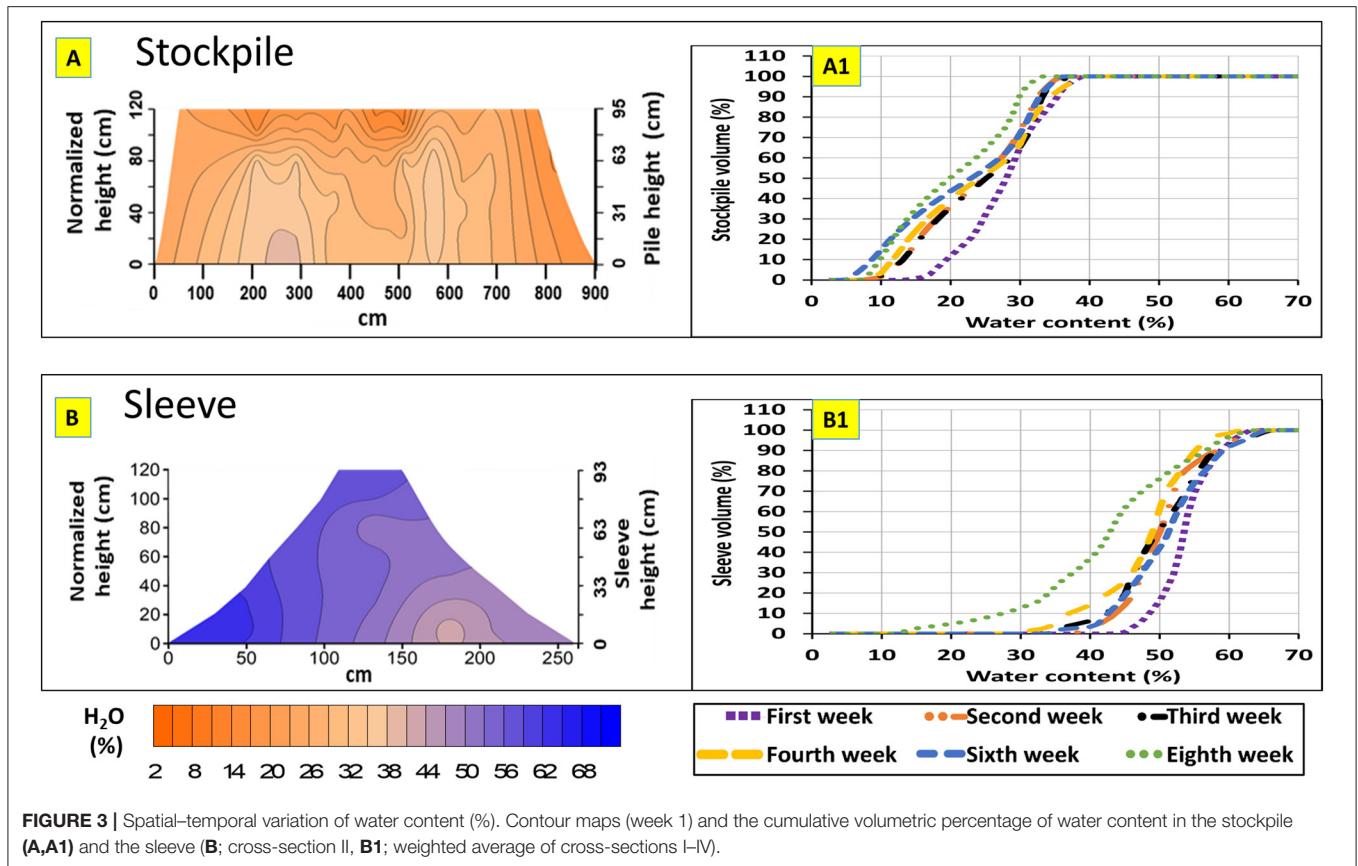 A Stockpile
Normalized height (cm)
120
80
40
0
95
63
31
0
Pile height (cm)
0 100 200 300 400 500 600 700 800 900
cm
A1
Stockpile volume (%)
110
100
90
80
70
60
50
40
30
20
10
0
0 10 20 30 40 50 60 70
Water content (%)
B Sleeve
Normalized height (cm)
120
100
80
60
40
20
0
93
63
33
0
Sleeve height (cm)
0 50 100 150 200 250
cm
B1
Sleeve volume (%)
110
100
90
80
70
60
50
40
30
20
10
0
0 10 20 30 40 50 60 70
Water content (%)
H₂O (%)
2 8 14 20 26 32 38 44 50 56 62 68
First week Second week Third week
Fourth week Sixth week Eighth week
FIGURE 3 | Spatial–temporal variation of water content (%). Contour maps (week 1) and the cumulative volumetric percentage of water content in the stockpile
(A,A1) and the sleeve (B; cross-section II, B1; weighted average of cross-sections I–IV).